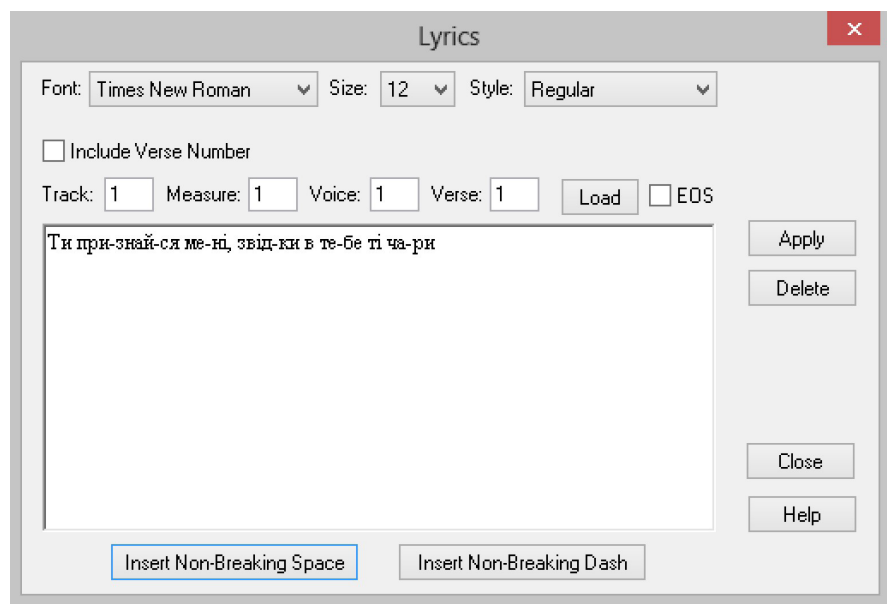 Lyrics
Font: Times New Roman Size: 12 Style: Regular
Include Verse Number
Track: 1 Measure: 1 Voice: 1 Verse: 1 Load EOS
Ти при-знай-ся ме-ні, звід-ки в те-бе ті ча-ри
Apply
Delete
Close
Help
Insert Non-Breaking Space Insert Non-Breaking Dash